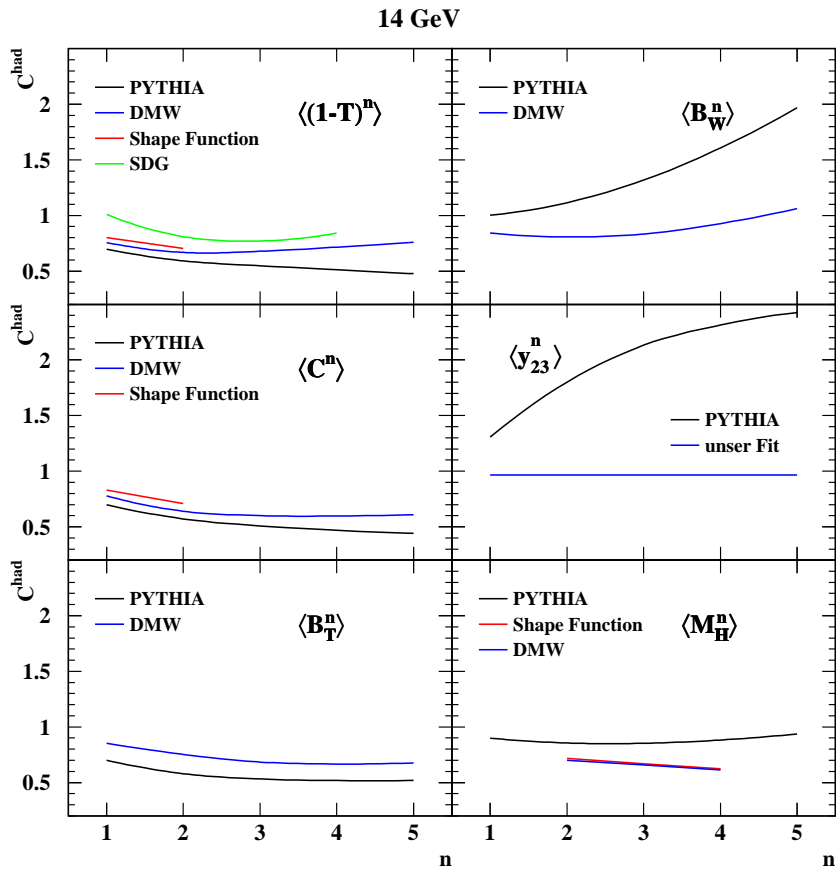 14 GeV
C^had
2
1.5
1
0.5
PYTHIA
DMW
Shape Function
SDG
⟨(1-T)^n⟩
PYTHIA
DMW
⟨B_W^n⟩
2
1.5
1
0.5
PYTHIA
DMW
Shape Function
⟨C^n⟩
⟨y_23^n⟩
PYTHIA
unser Fit
C^had
2
1.5
1
0.5
PYTHIA
DMW
⟨B_T^n⟩
PYTHIA
Shape Function
DMW
⟨M_H^n⟩
1 2 3 4 5
n
1 2 3 4 5
n